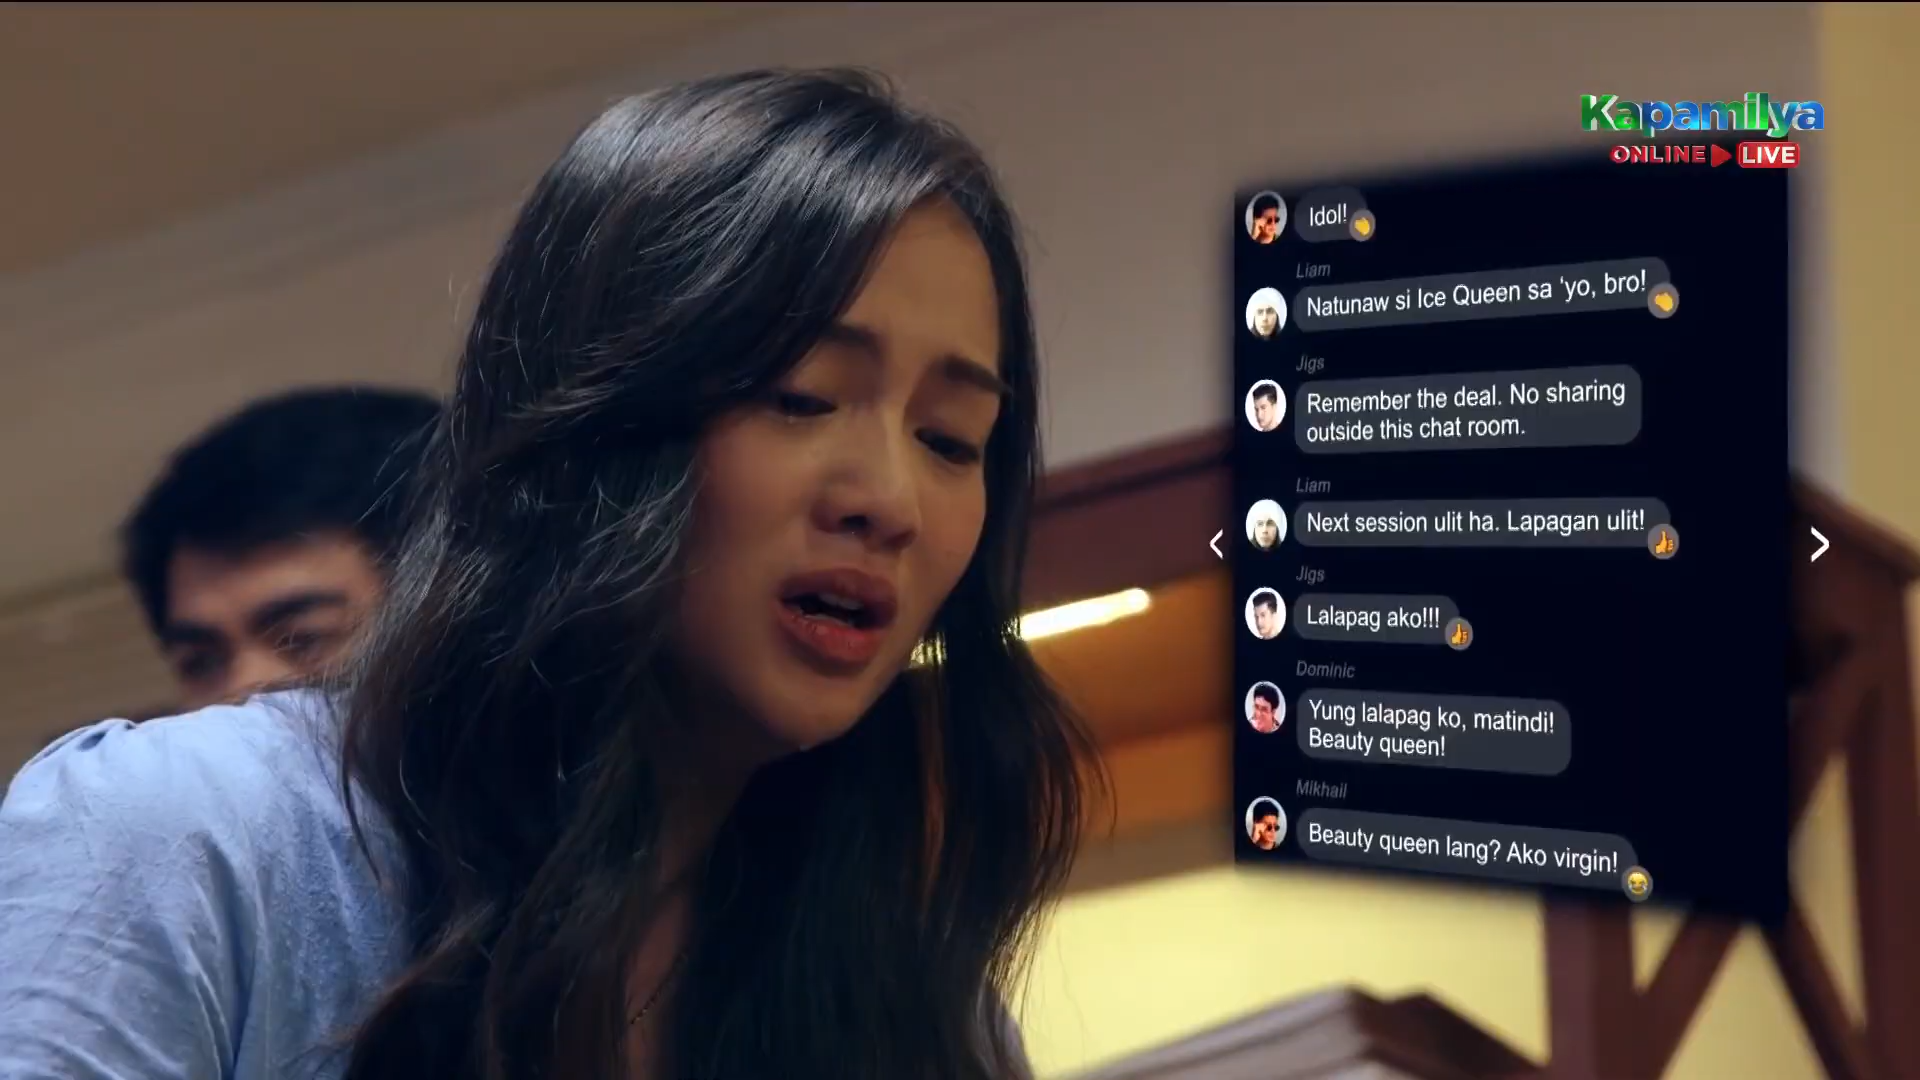 Kapamilya
ONLINE LIVE
Idol!
Liam
Natunaw si Ice Queen sa 'yo, bro!
Jigs
Remember the deal. No sharing
outside this chat room.
Liam
Next session ulit ha. Lapagan ulit!
Jigs
Lalapag ako!!!
Dominic
Yung lalapag ko, matindi!
Beauty queen!
Mikhail
Beauty queen lang? Ako virgin!